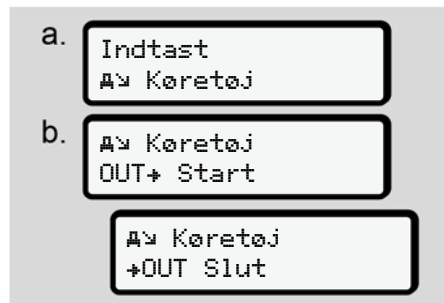 a.
Indtast
Køretøj
b.
Køretøj
OUT→ Start
Køretøj
→OUT Slut